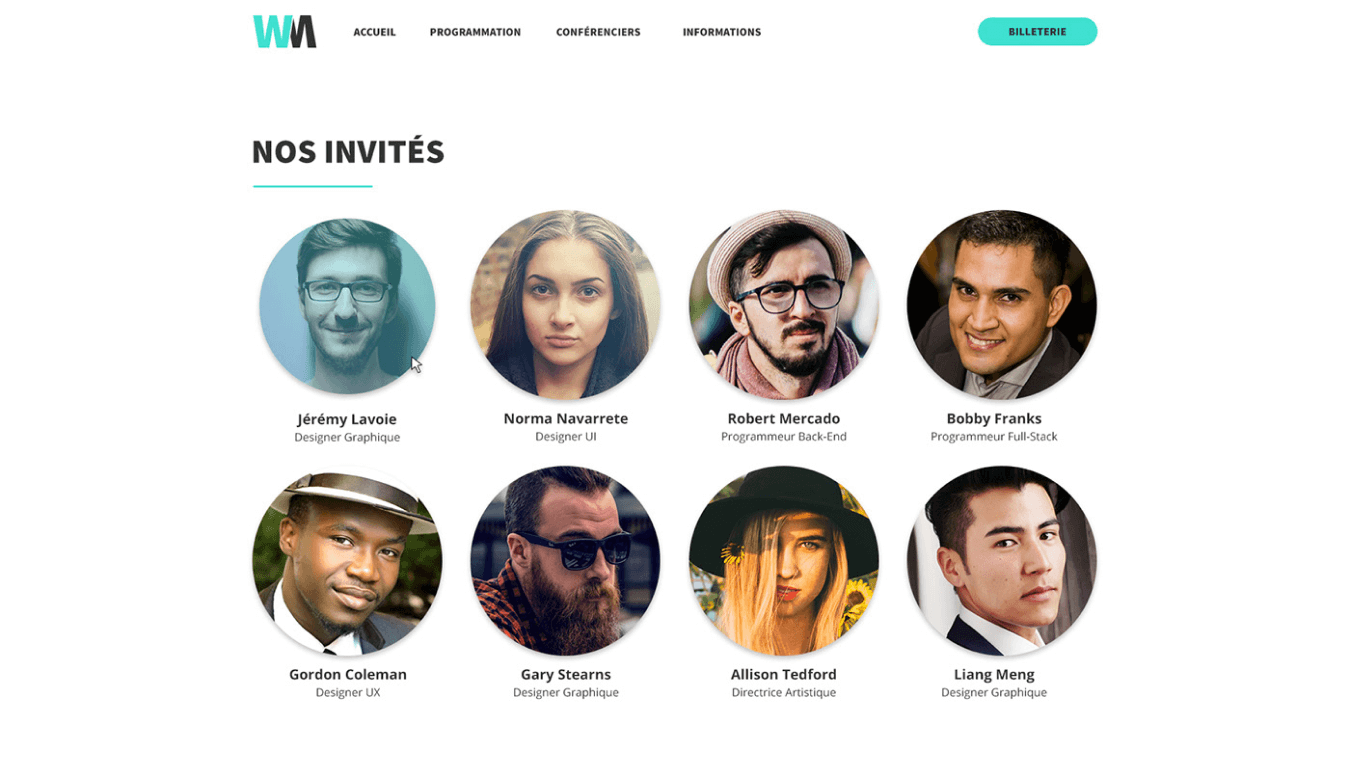 WM
ACCUEIL PROGRAMMATION CONFÉRENCIERS INFORMATIONS BILLETERIE
NOS INVITÉS
Jérémy Lavoie Norma Navarrete Robert Mercado Bobby Franks
Designer Graphique Designer UI Programmeur Back-End Programmeur Full-Stack
Gordon Coleman Gary Stearns Allison Tedford Liang Meng
Designer UX Designer Graphique Directrice Artistique Designer Graphique